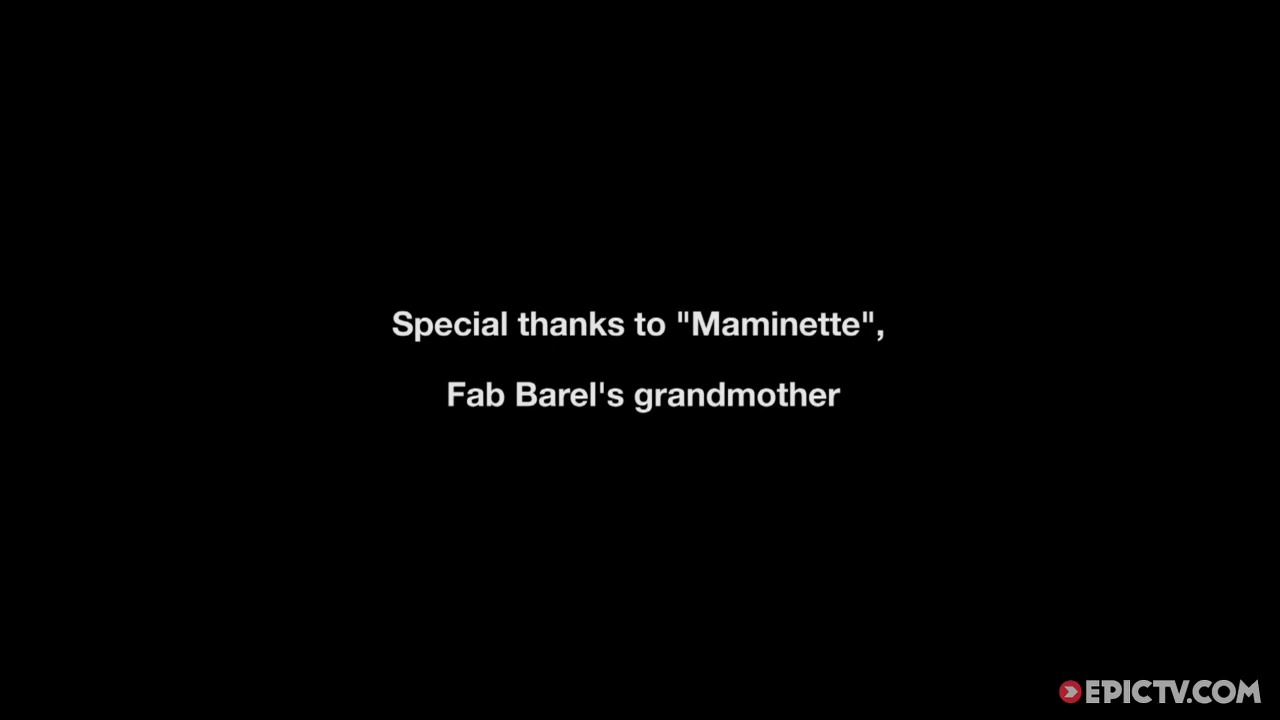 Special thanks to "Maminette",
Fab Barel's grandmother
EPICTV.COM